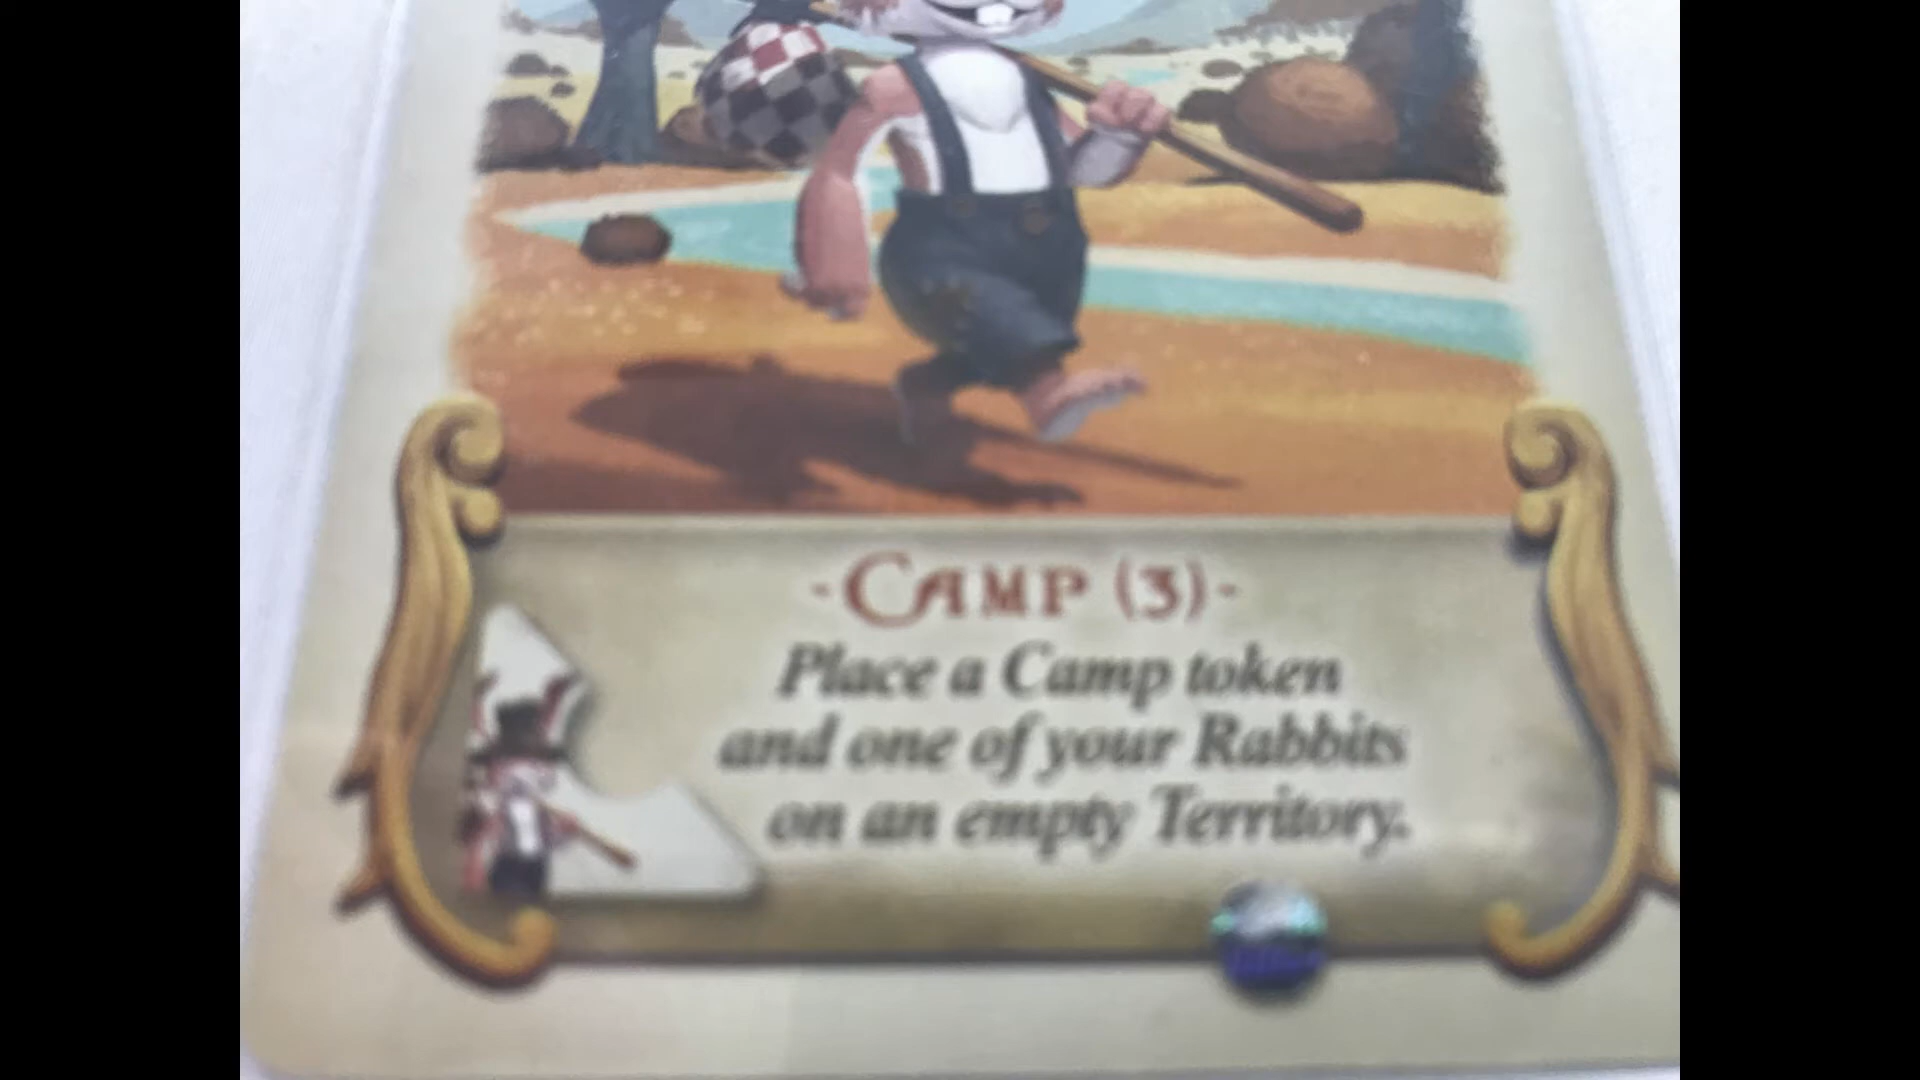 -CAMP (3)-
Place a Camp token
and one of your Rabbits
on an empty Territory.